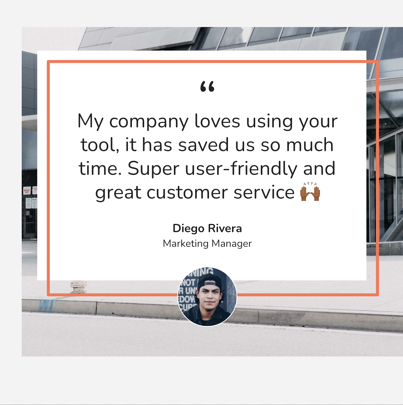 “
My company loves using your
tool, it has saved us so much
time. Super user-friendly and
great customer service 🙌🏾
Diego Rivera
Marketing Manager